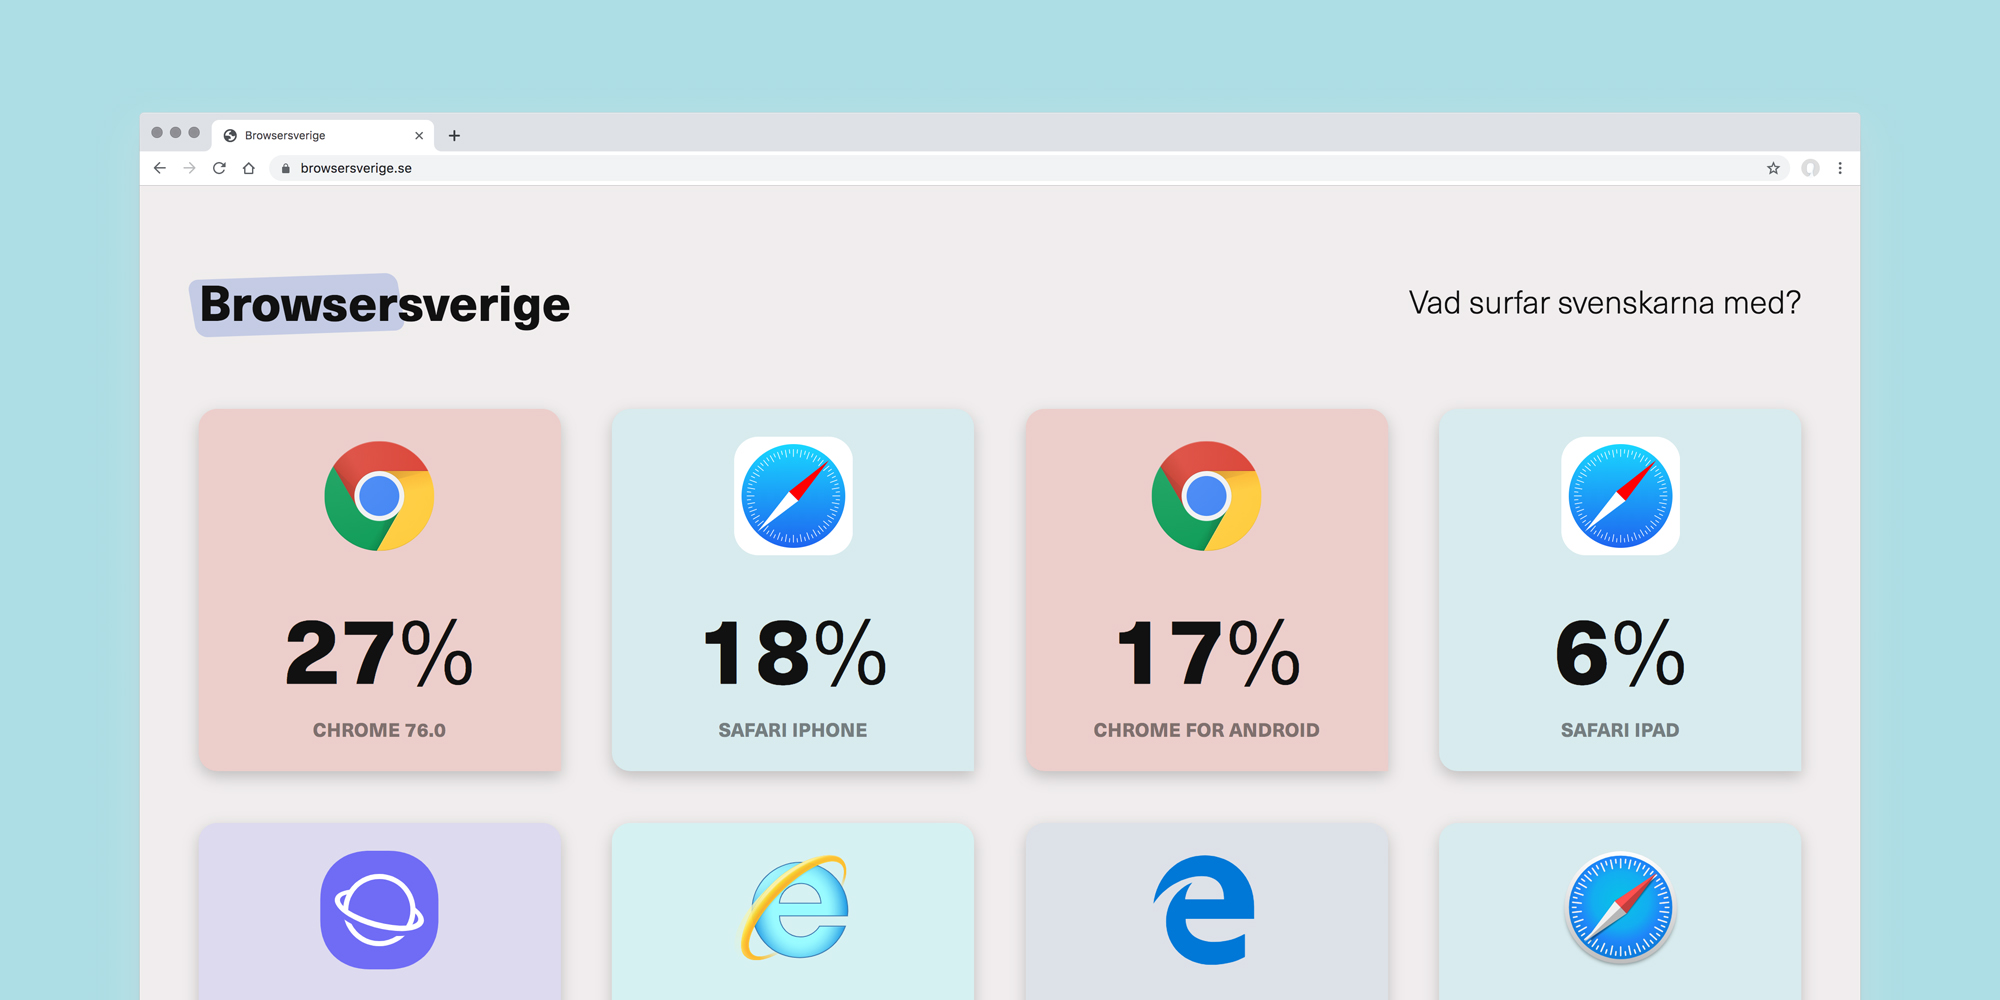 Browsersverige
browsersverige.se
Browsersverige
Vad surfar svenskarna med?
27%
18%
17%
6%
CHROME 76.0
SAFARI IPHONE
CHROME FOR ANDROID
SAFARI IPAD